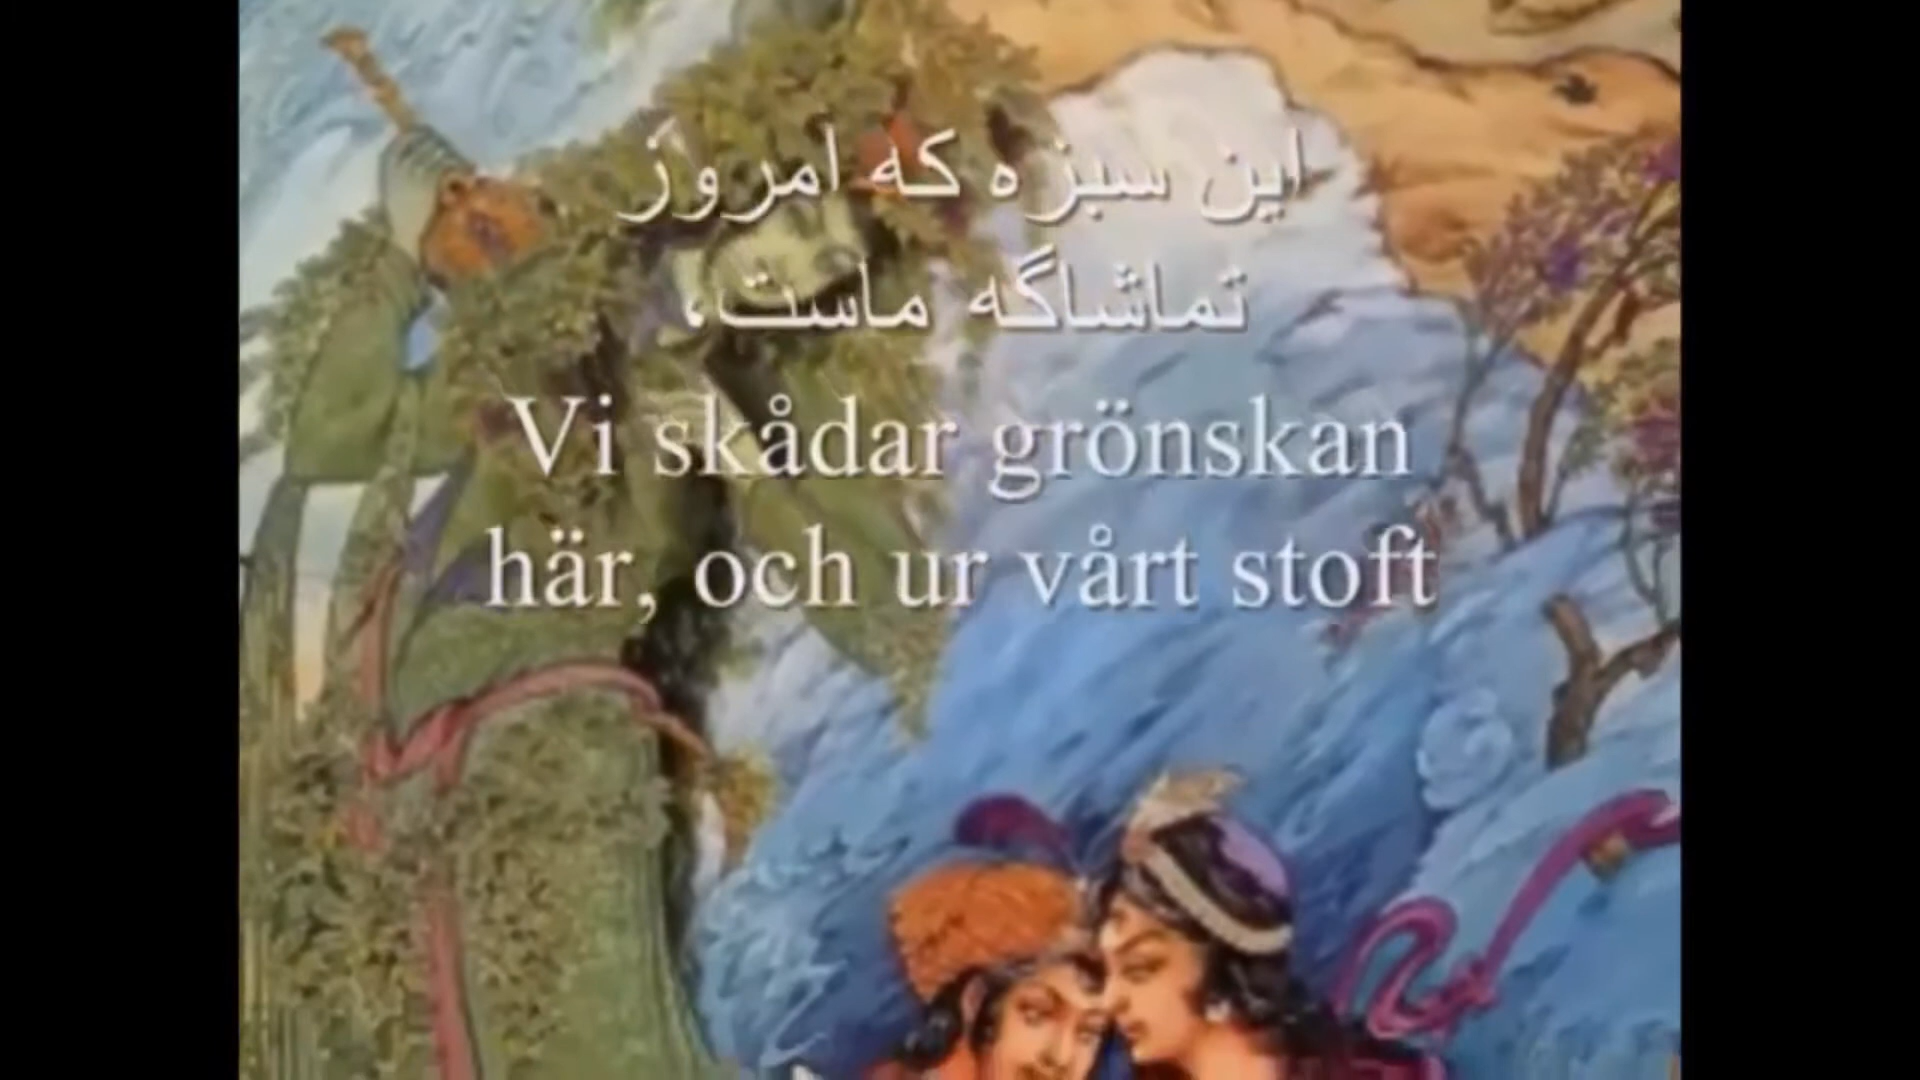 این سبزه که امروز
تماشاگه ماست،
Vi skådar grönskan
här, och ur vårt stoft